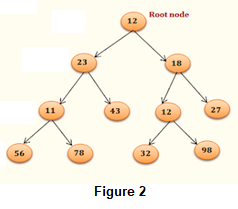 12 Root node
23 18
11 43 12 27
56 78 32 98
Figure 2